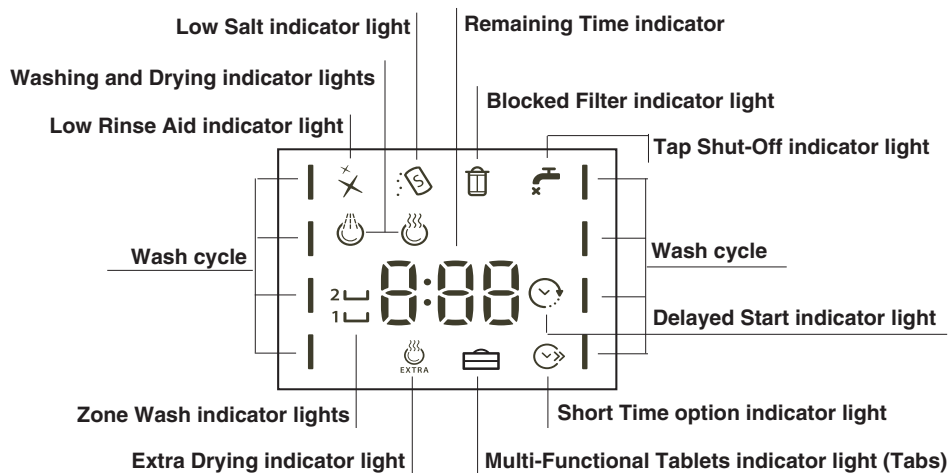 Low Salt indicator light
Remaining Time indicator
Washing and Drying indicator lights
Blocked Filter indicator light
Low Rinse Aid indicator light
Tap Shut-Off indicator light
S
Wash cycle
Wash cycle
8:88
2
1
Delayed Start indicator light
EXTRA
Zone Wash indicator lights
Short Time option indicator light
Extra Drying indicator light
Multi-Functional Tablets indicator light (Tabs)